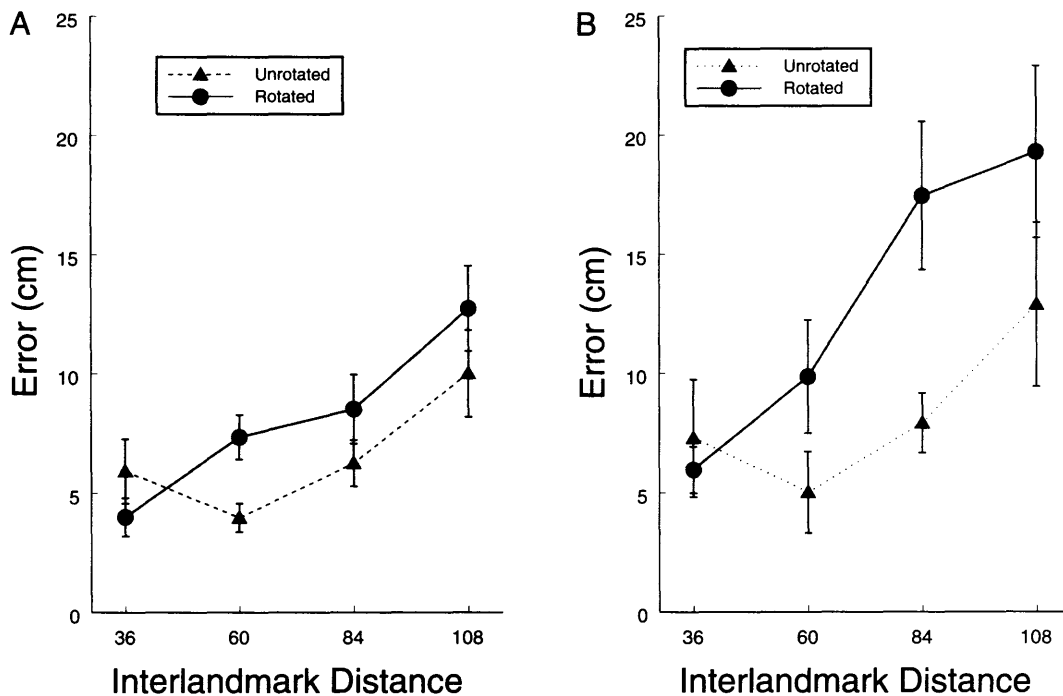 A
25
20
15
10
5
0
Error (cm)
Unrotated
Rotated
36 60 84 108
Interlandmark Distance
B
25
20
15
10
5
0
Error (cm)
Unrotated
Rotated
36 60 84 108
Interlandmark Distance